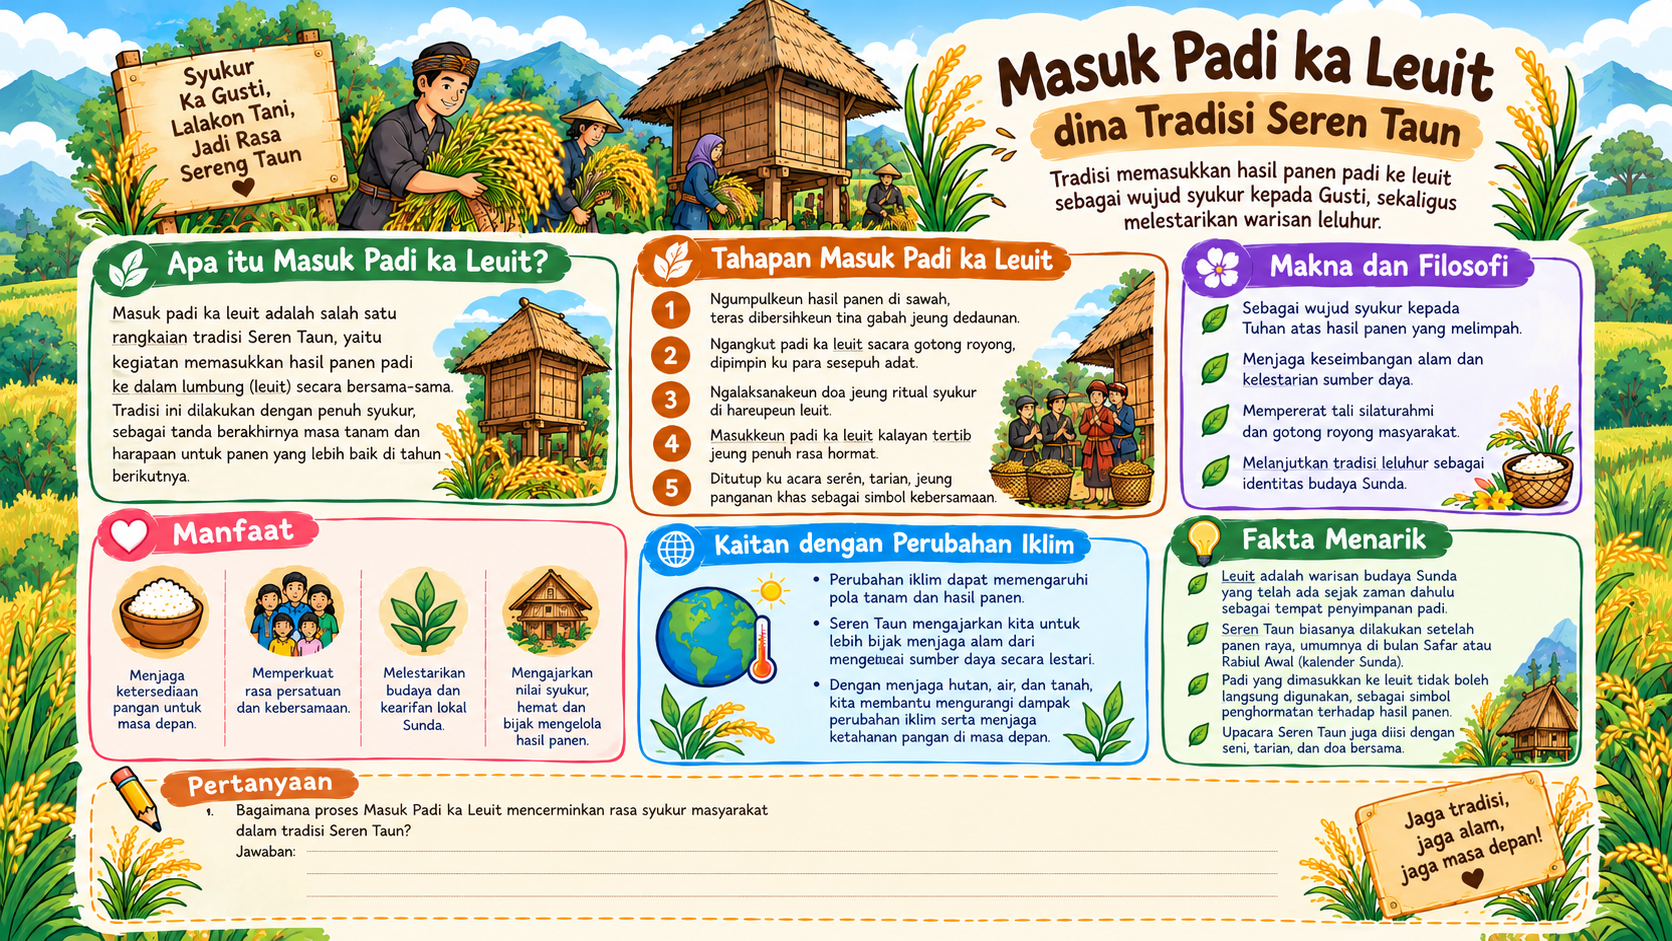 Syukur
Ka Gusti,
Lalakon Tani,
Jadi Rasa
Sereng Taun
Masuk Padi ka Leuit
dina Tradisi Seren Taun
Tradisi memasukkan hasil panen padi ke leuit
sebagai wujud syukur kepada Gusti, sekaligus
melestarikan warisan leluhur.
Apa itu Masuk Padi ka Leuit?
Masuk padi ka leuit adalah salah satu
rangkaian tradisi Seren Taun, yaitu
kegiatan memasukkan hasil panen padi
ke dalam lumbung (leuit) secara bersama-sama.
Tradisi ini dilakukan dengan penuh syukur,
sebagai tanda berakhirnya masa tanam dan
harapan untuk panen yang lebih baik di tahun
berikutnya.
Tahapan Masuk Padi ka Leuit
1 Ngumpulkeun hasil panen di sawah,
teras dibersihkeun tina gabah jeung dedaunan.
2 Ngangkut padi ka leuit sacara gotong royong,
dipimpin ku para sesepuh adat.
3 Ngalaksanakeun doa jeung ritual syukur
di hareupeun leuit.
4 Masukkeun padi ka leuit kalayan tertib
jeung penuh rasa hormat.
5 Ditutup ku acara serén, tarian, jeung
panganan khas sebagai simbol kebersamaan.
Makna dan Filosofi
Sebagai wujud syukur kepada
Tuhan atas hasil panen yang melimpah.
Menjaga keseimbangan alam dan
kelestarian sumber daya.
Mempererat tali silaturahmi
dan gotong royong masyarakat.
Melanjutkan tradisi leluhur sebagai
identitas budaya Sunda.
Manfaat
Menjaga
ketersediaan
pangan untuk
masa depan.
Memperkuat
rasa persatuan
dan kebersamaan.
Melestarikan
budaya dan
kearifan lokal
Sunda.
Mengajarkan
nilai syukur,
hemat dan
bijak mengelola
hasil panen.
Kaitan dengan Perubahan Iklim
• Perubahan iklim dapat memengaruhi
pola tanam dan hasil panen.
• Seren Taun mengajarkan kita untuk
lebih bijak menjaga alam dari
sumber daya secara lestari.
• Dengan menjaga hutan, air, dan tanah,
kita membantu mengurangi dampak
perubahan iklim serta menjaga
ketahanan pangan di masa depan.
Fakta Menarik
Leuit adalah warisan budaya Sunda
yang telah ada sejak zaman dahulu
sebagai tempat penyimpanan padi.
Seren Taun biasanya dilakukan setelah
panen raya, umumnya di bulan Safar atau
Rabiul Awal (kalender Sunda).
Padi yang dimasukkan ke leuit tidak boleh
langsung digunakan, sebagai simbol
penghormatan terhadap hasil panen.
Upacara Seren Taun juga diisi dengan
seni, tarian, dan doa bersama.
Pertanyaan
1. Bagaimana proses Masuk Padi ka Leuit mencerminkan rasa syukur masyarakat
dalam tradisi Seren Taun?
Jawaban:
Jaga tradisi,
jaga alam,
jaga masa depan!